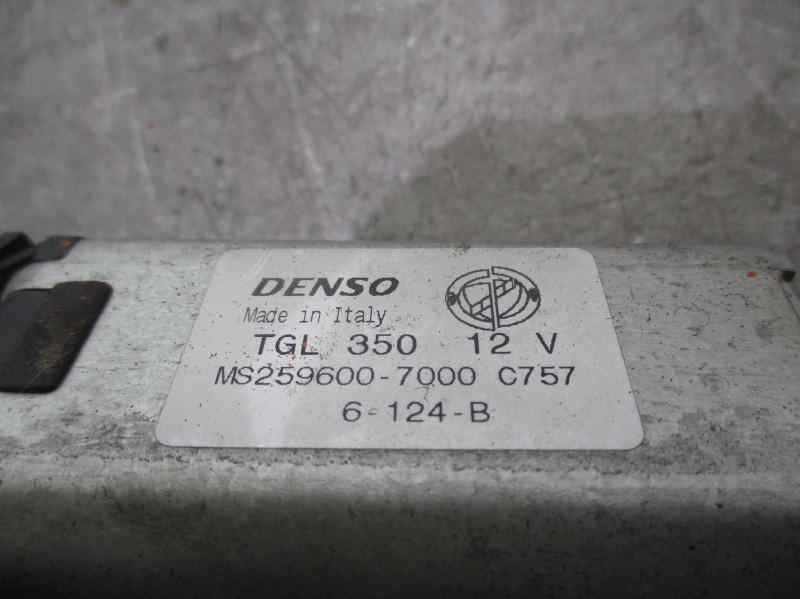 DENSO
Made in Italy
TGL 350 12 V
MS259600-7000 C757
6-124-B